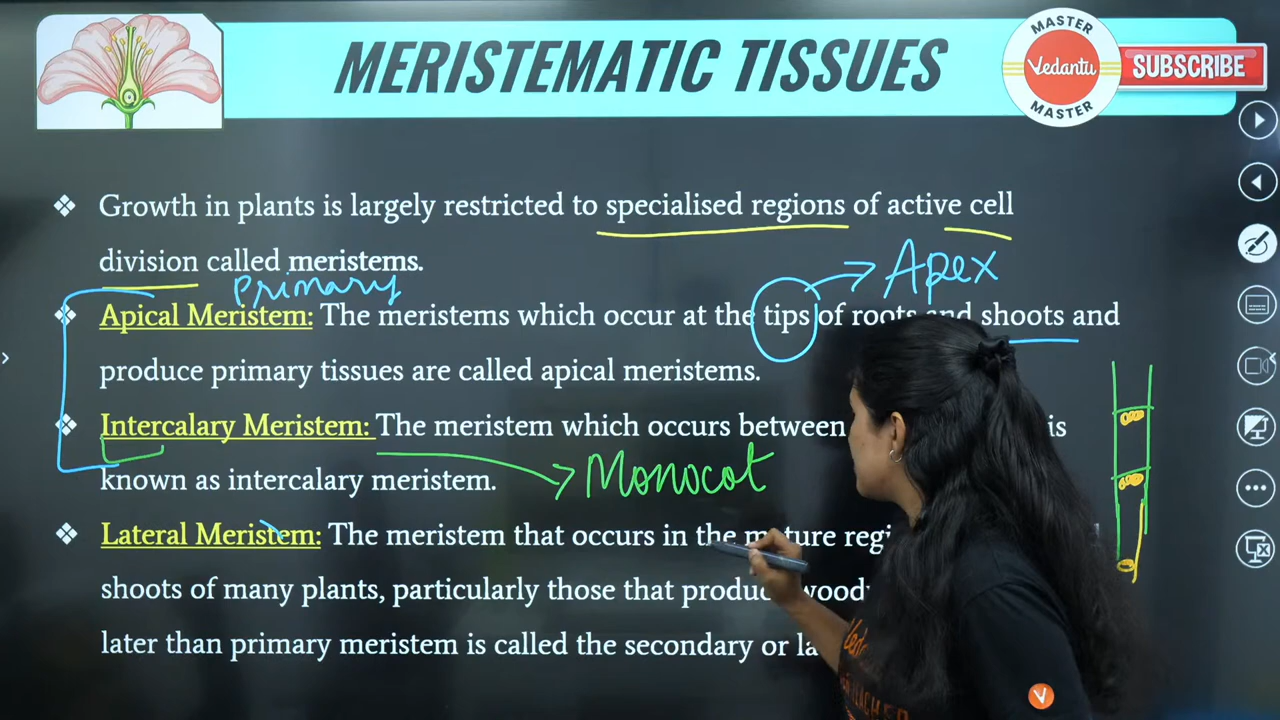 MERISTEMATIC TISSUES
MASTER
Vedantu
MASTER
SUBSCRIBE
❖ Growth in plants is largely restricted to specialised regions of active cell
division called meristems.
Primary
Apex
❖ Apical Meristem: The meristems which occur at the tips of roots and shoots and
produce primary tissues are called apical meristems.
❖ Intercalary Meristem: The meristem which occurs between is
known as intercalary meristem.
Monocot
❖ Lateral Meristem: The meristem that occurs in the mature
shoots of many plants, particularly those that produce
later than primary meristem is called the secondary or
V